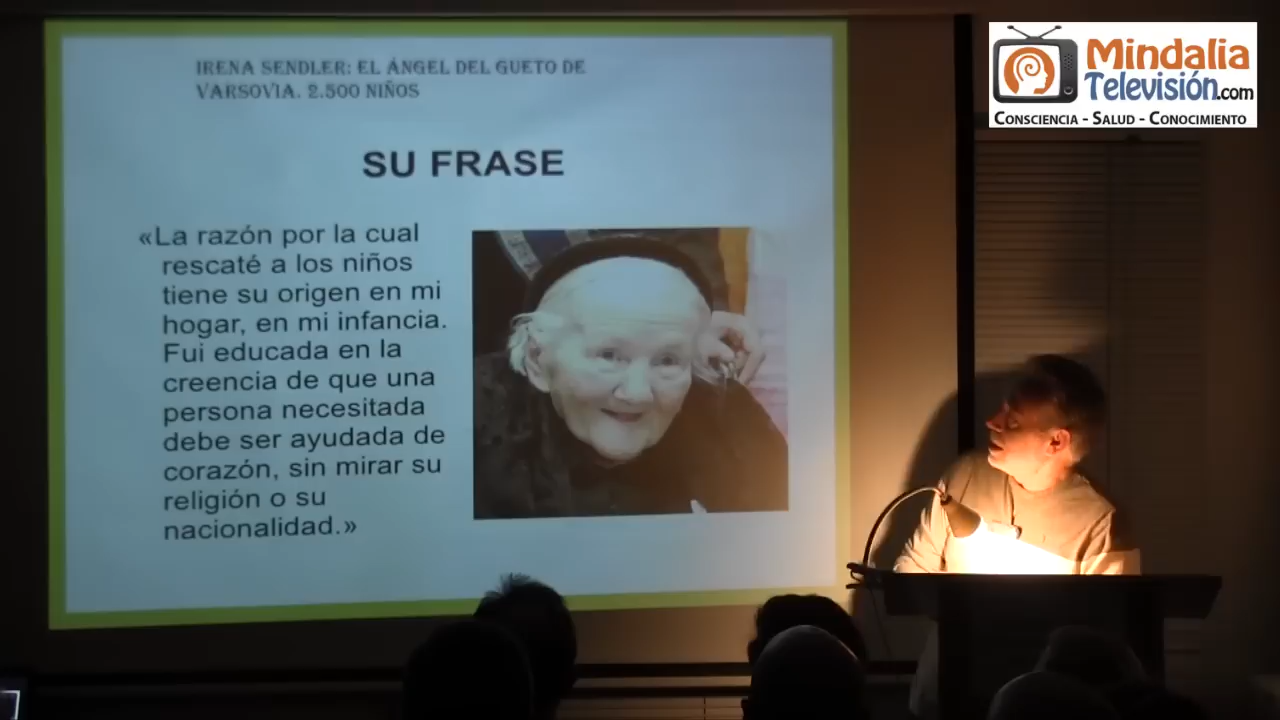 IRENA SENDLER: EL ÁNGEL DEL GUETO DE
VARSOVIA. 2.500 NIÑOS
SU FRASE
«La razón por la cual
rescaté a los niños
tiene su origen en mi
hogar, en mi infancia.
Fui educada en la
creencia de que una
persona necesitada
debe ser ayudada de
corazón, sin mirar su
religión o su
nacionalidad.»
Mindalia
Televisión.com
CONSCIENCIA - SALUD - CONOCIMIENTO